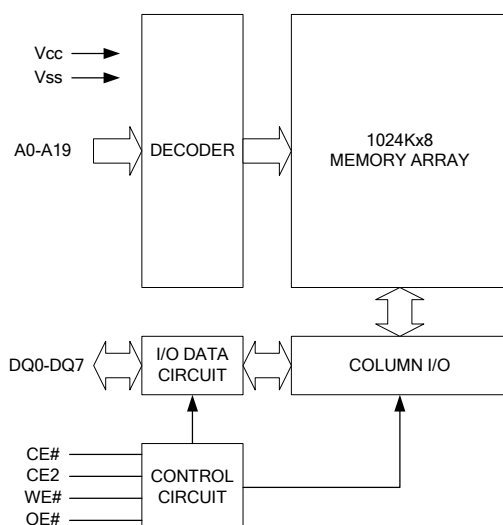 Vcc
Vss
A0-A19
DECODER
1024Kx8
MEMORY ARRAY
DQ0-DQ7
I/O DATA
CIRCUIT
COLUMN I/O
CE#
CE2
WE#
OE#
CONTROL
CIRCUIT